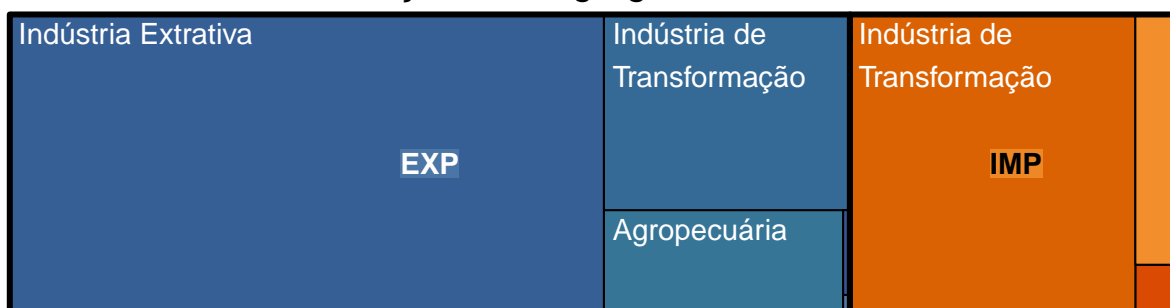 Indústria Extrativa
Indústria de
Transformação
Indústria de
Transformação
EXP
IMP
Agropecuária